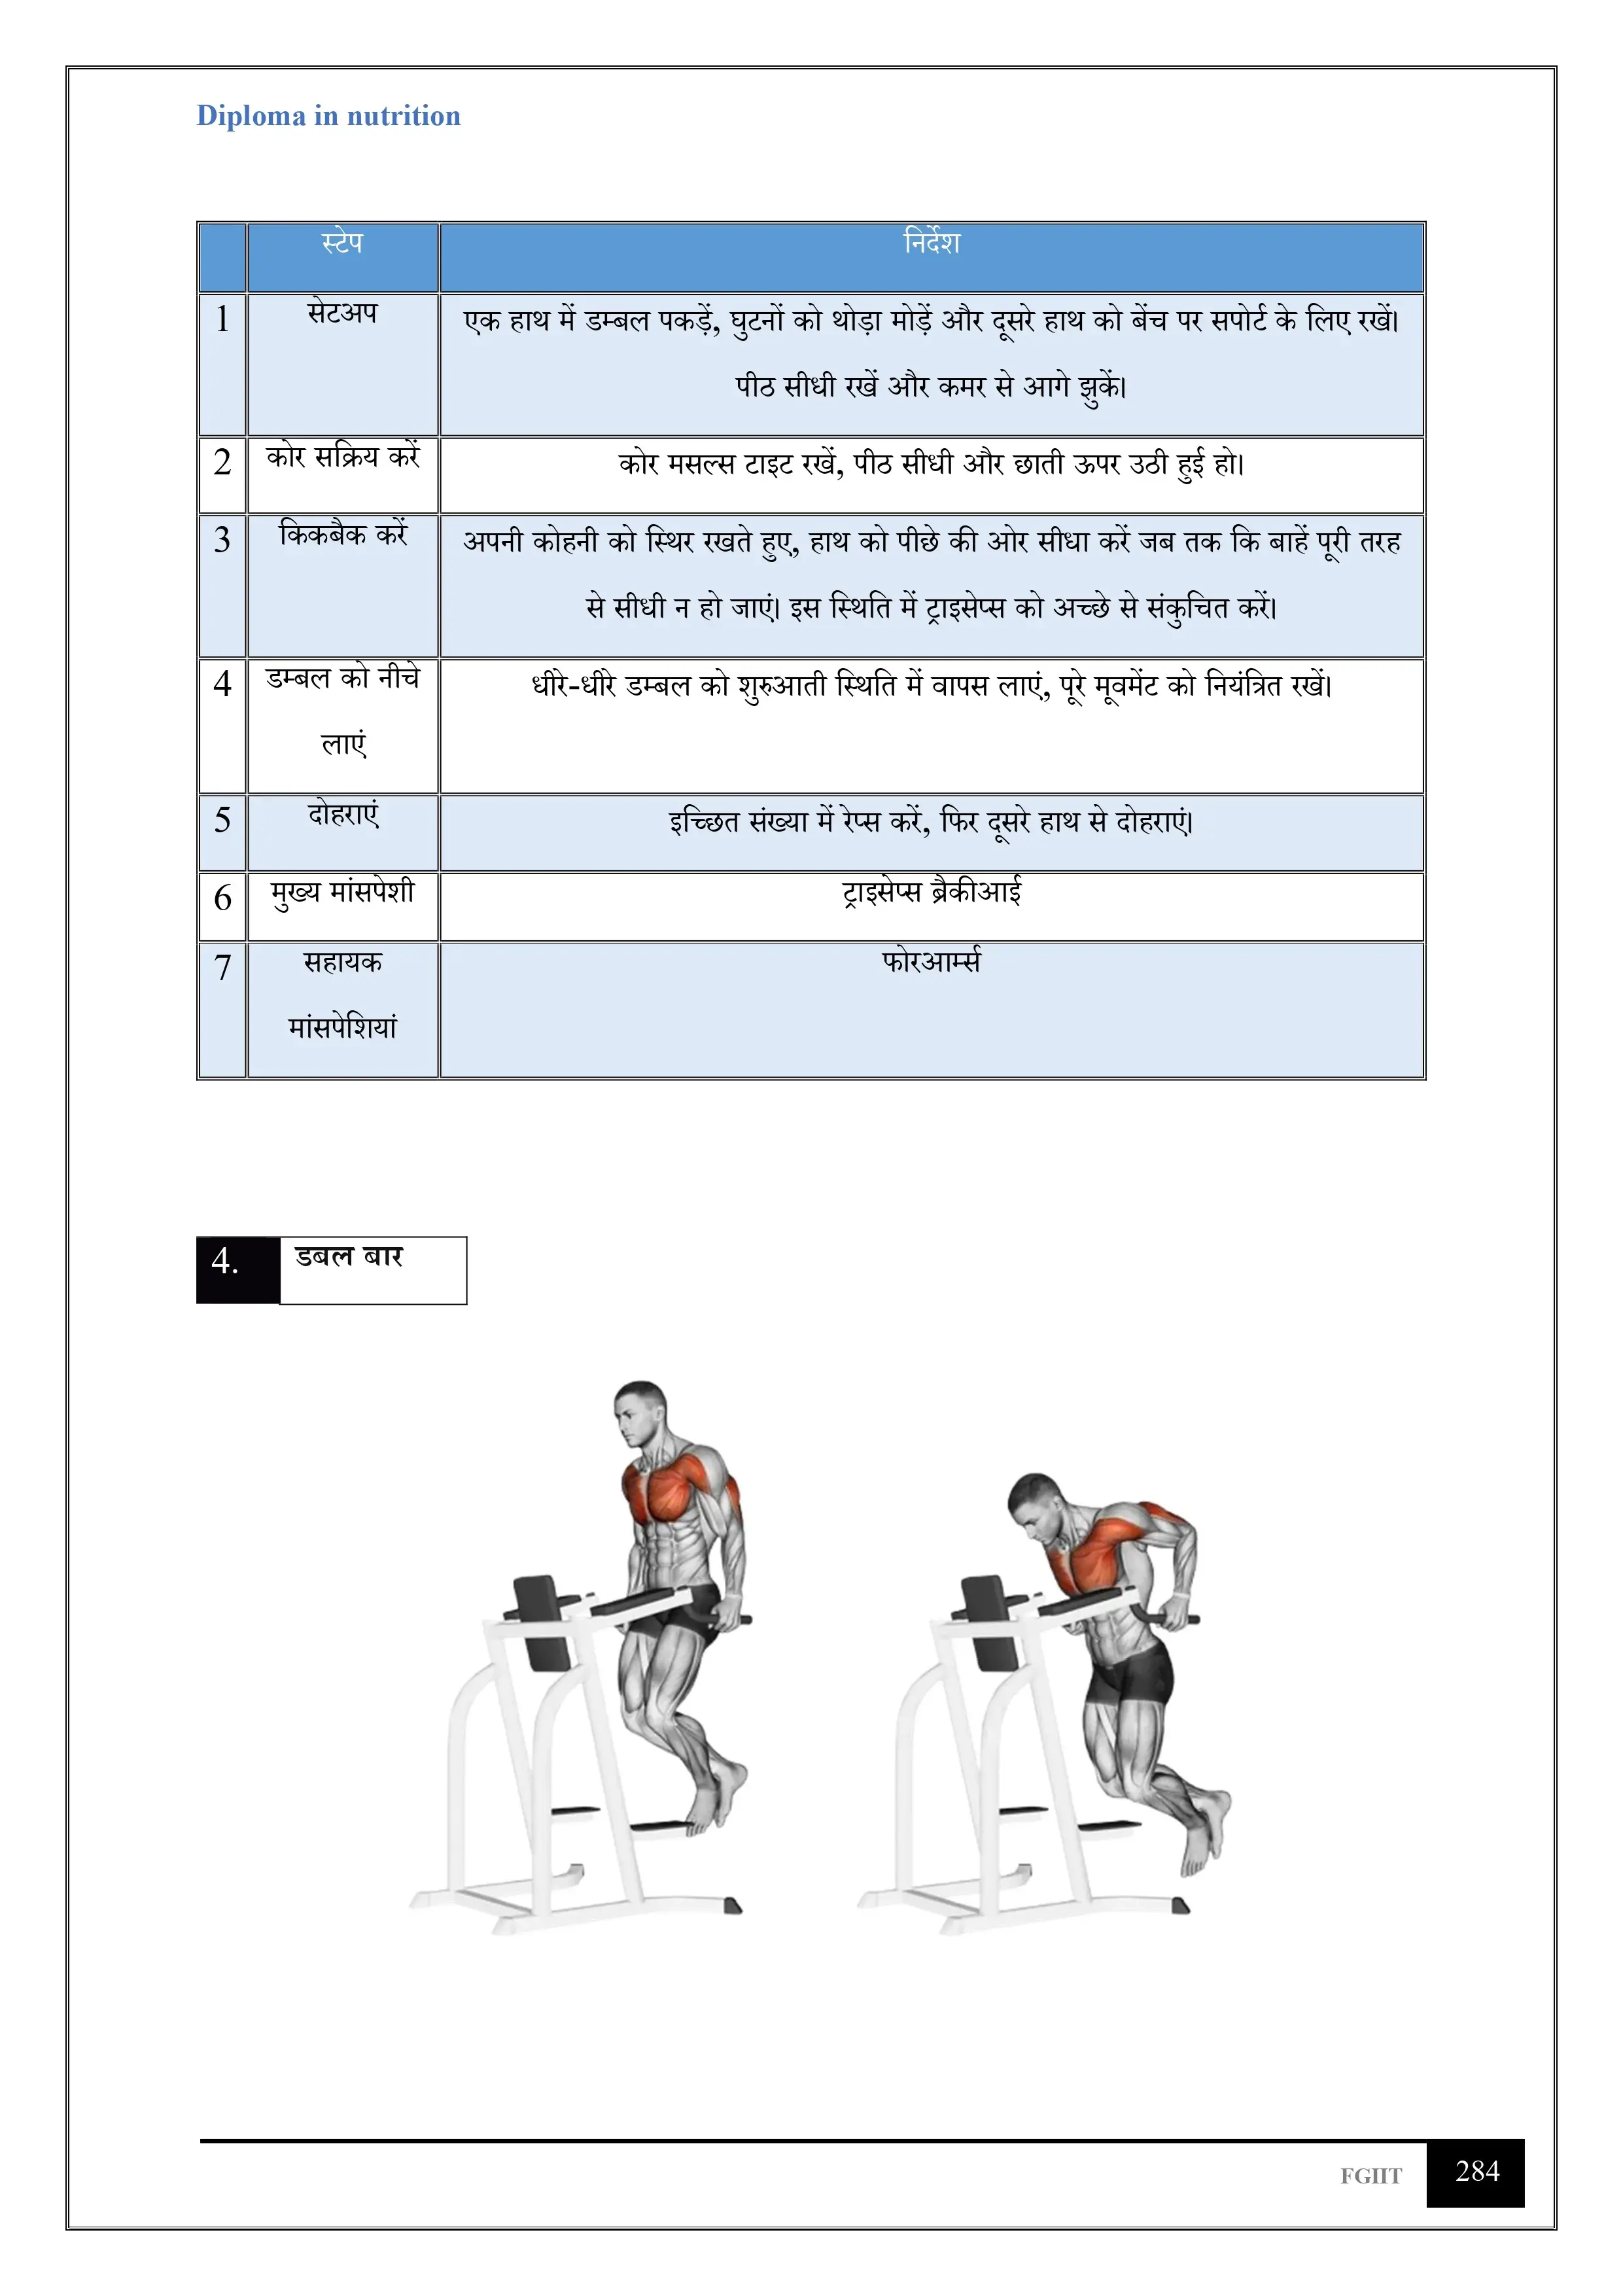 Diploma in nutrition
स्टेप निर्देश
1 सेटअप एक हाथ में डम्बल पकड़ें, घुटनों को थोड़ा मोड़ें और दूसरे हाथ को बेंच पर सपोर्ट के लिए रखें।
पीठ सीधी रखें और कमर से आगे झुकें।
2 कोर सक्रिय करें कोर मसल्स टाइट रखें, पीठ सीधी और छाती ऊपर उठी हुई हो।
3 किकबैक करें अपनी कोहनी को स्थिर रखते हुए, हाथ को पीछे की ओर सीधा करें जब तक कि बाहें पूरी तरह
से सीधी न हो जाएं। इस स्थिति में ट्राइसेप्स को अच्छे से संकुचित करें।
4 डम्बल को नीचे धीरे-धीरे डम्बल को शुरुआती स्थिति में वापस लाएं, पूरे मूवमेंट को नियंत्रित रखें।
लाएं
5 दोहराएं इच्छित संख्या में रेप्स करें, फिर दूसरे हाथ से दोहराएं।
6 मुख्य मांसपेशी ट्राइसेप्स ब्रैकीआई
7 सहायक फोरआर्म्स
मांसपेशियां
4. डबल बार
FGIIT 284